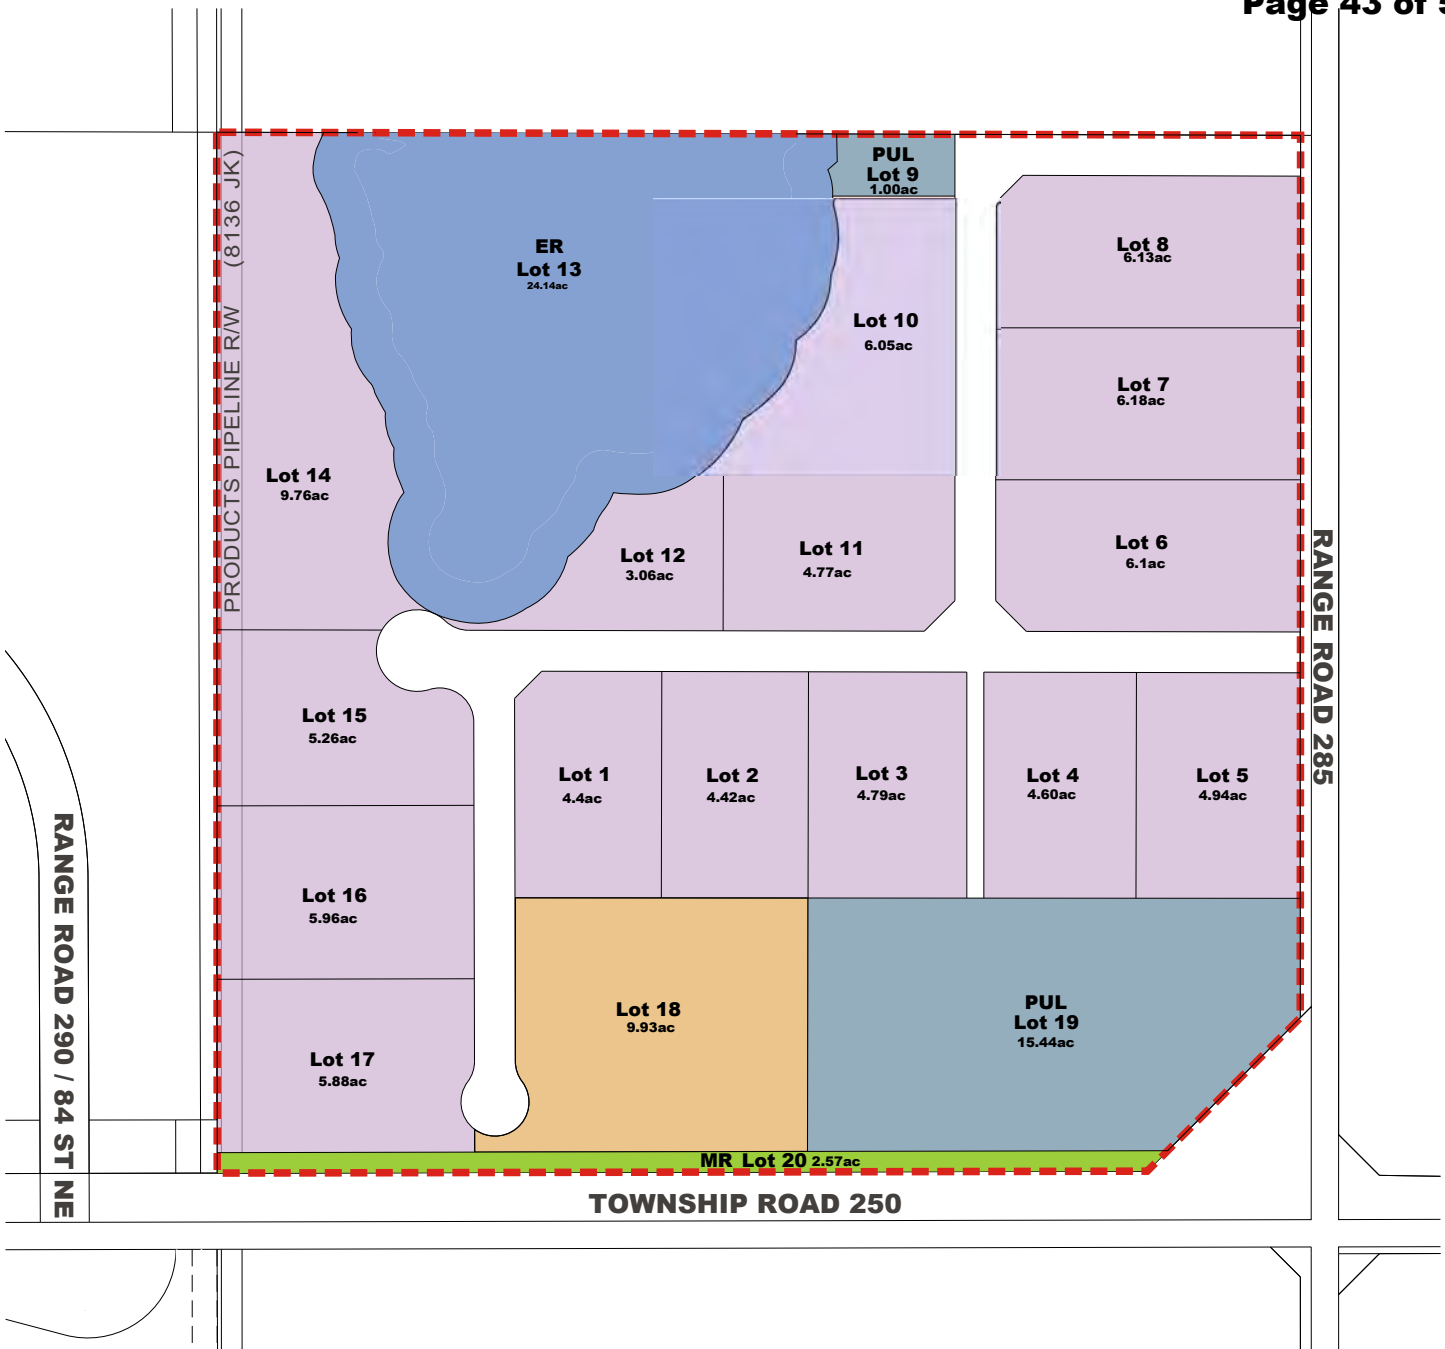 Page 43 of 5
PUL
Lot 9
1.00ac
ER
Lot 13
24.14ac
Lot 8
6.13ac
Lot 10
6.05ac
Lot 7
6.18ac
Lot 14
9.76ac
PRODUCTS PIPELINE R/W (8136 JK)
Lot 12
3.06ac
Lot 11
4.77ac
Lot 6
6.1ac
RANGE ROAD 285
Lot 15
5.26ac
Lot 1
4.4ac
Lot 2
4.42ac
Lot 3
4.79ac
Lot 4
4.60ac
Lot 5
4.94ac
Lot 16
5.96ac
RANGE ROAD 290 / 84 ST NE
Lot 18
9.93ac
PUL
Lot 19
15.44ac
Lot 17
5.88ac
MR Lot 20 2.57ac
TOWNSHIP ROAD 250